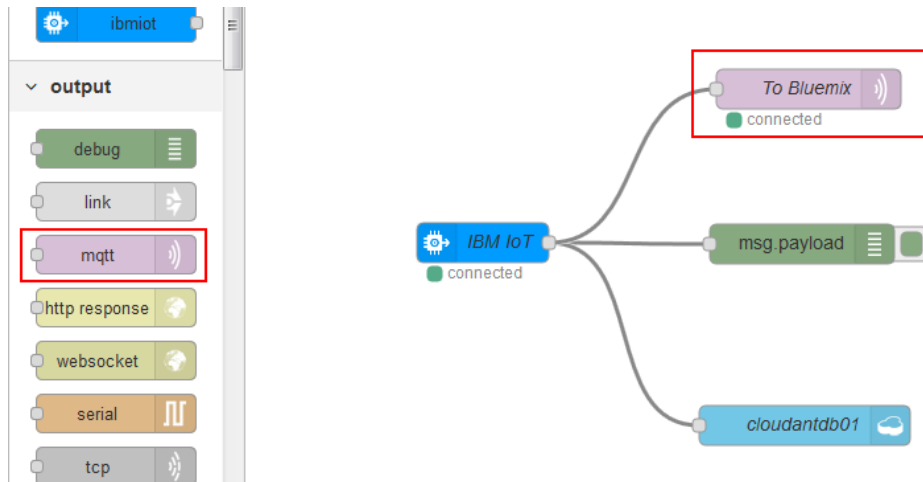 ibmiot
output
debug
link
mqtt
http response
websocket
serial
tcp
To Bluemix
connected
IBM IoT
connected
msg.payload
cloudantdb01